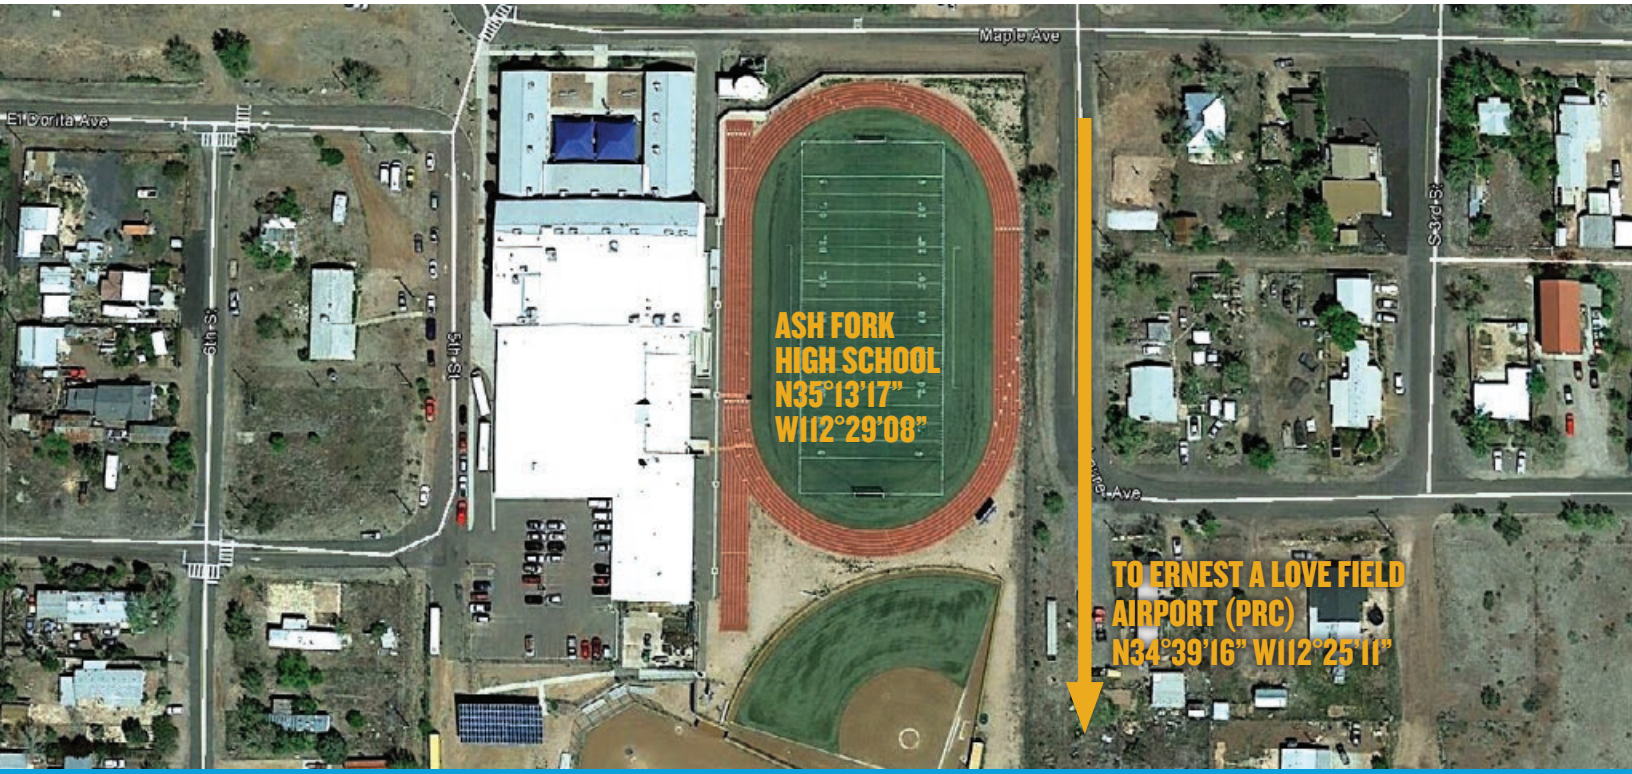 Maple Ave
El Dorita Ave
S 3rd St
6th St
5th St
ASH FORK
HIGH SCHOOL
N35°13'17”
W112°29'08”
Ave
TO ERNEST A LOVE FIELD
AIRPORT (PRC)
N34°39'16” W112°25'11”